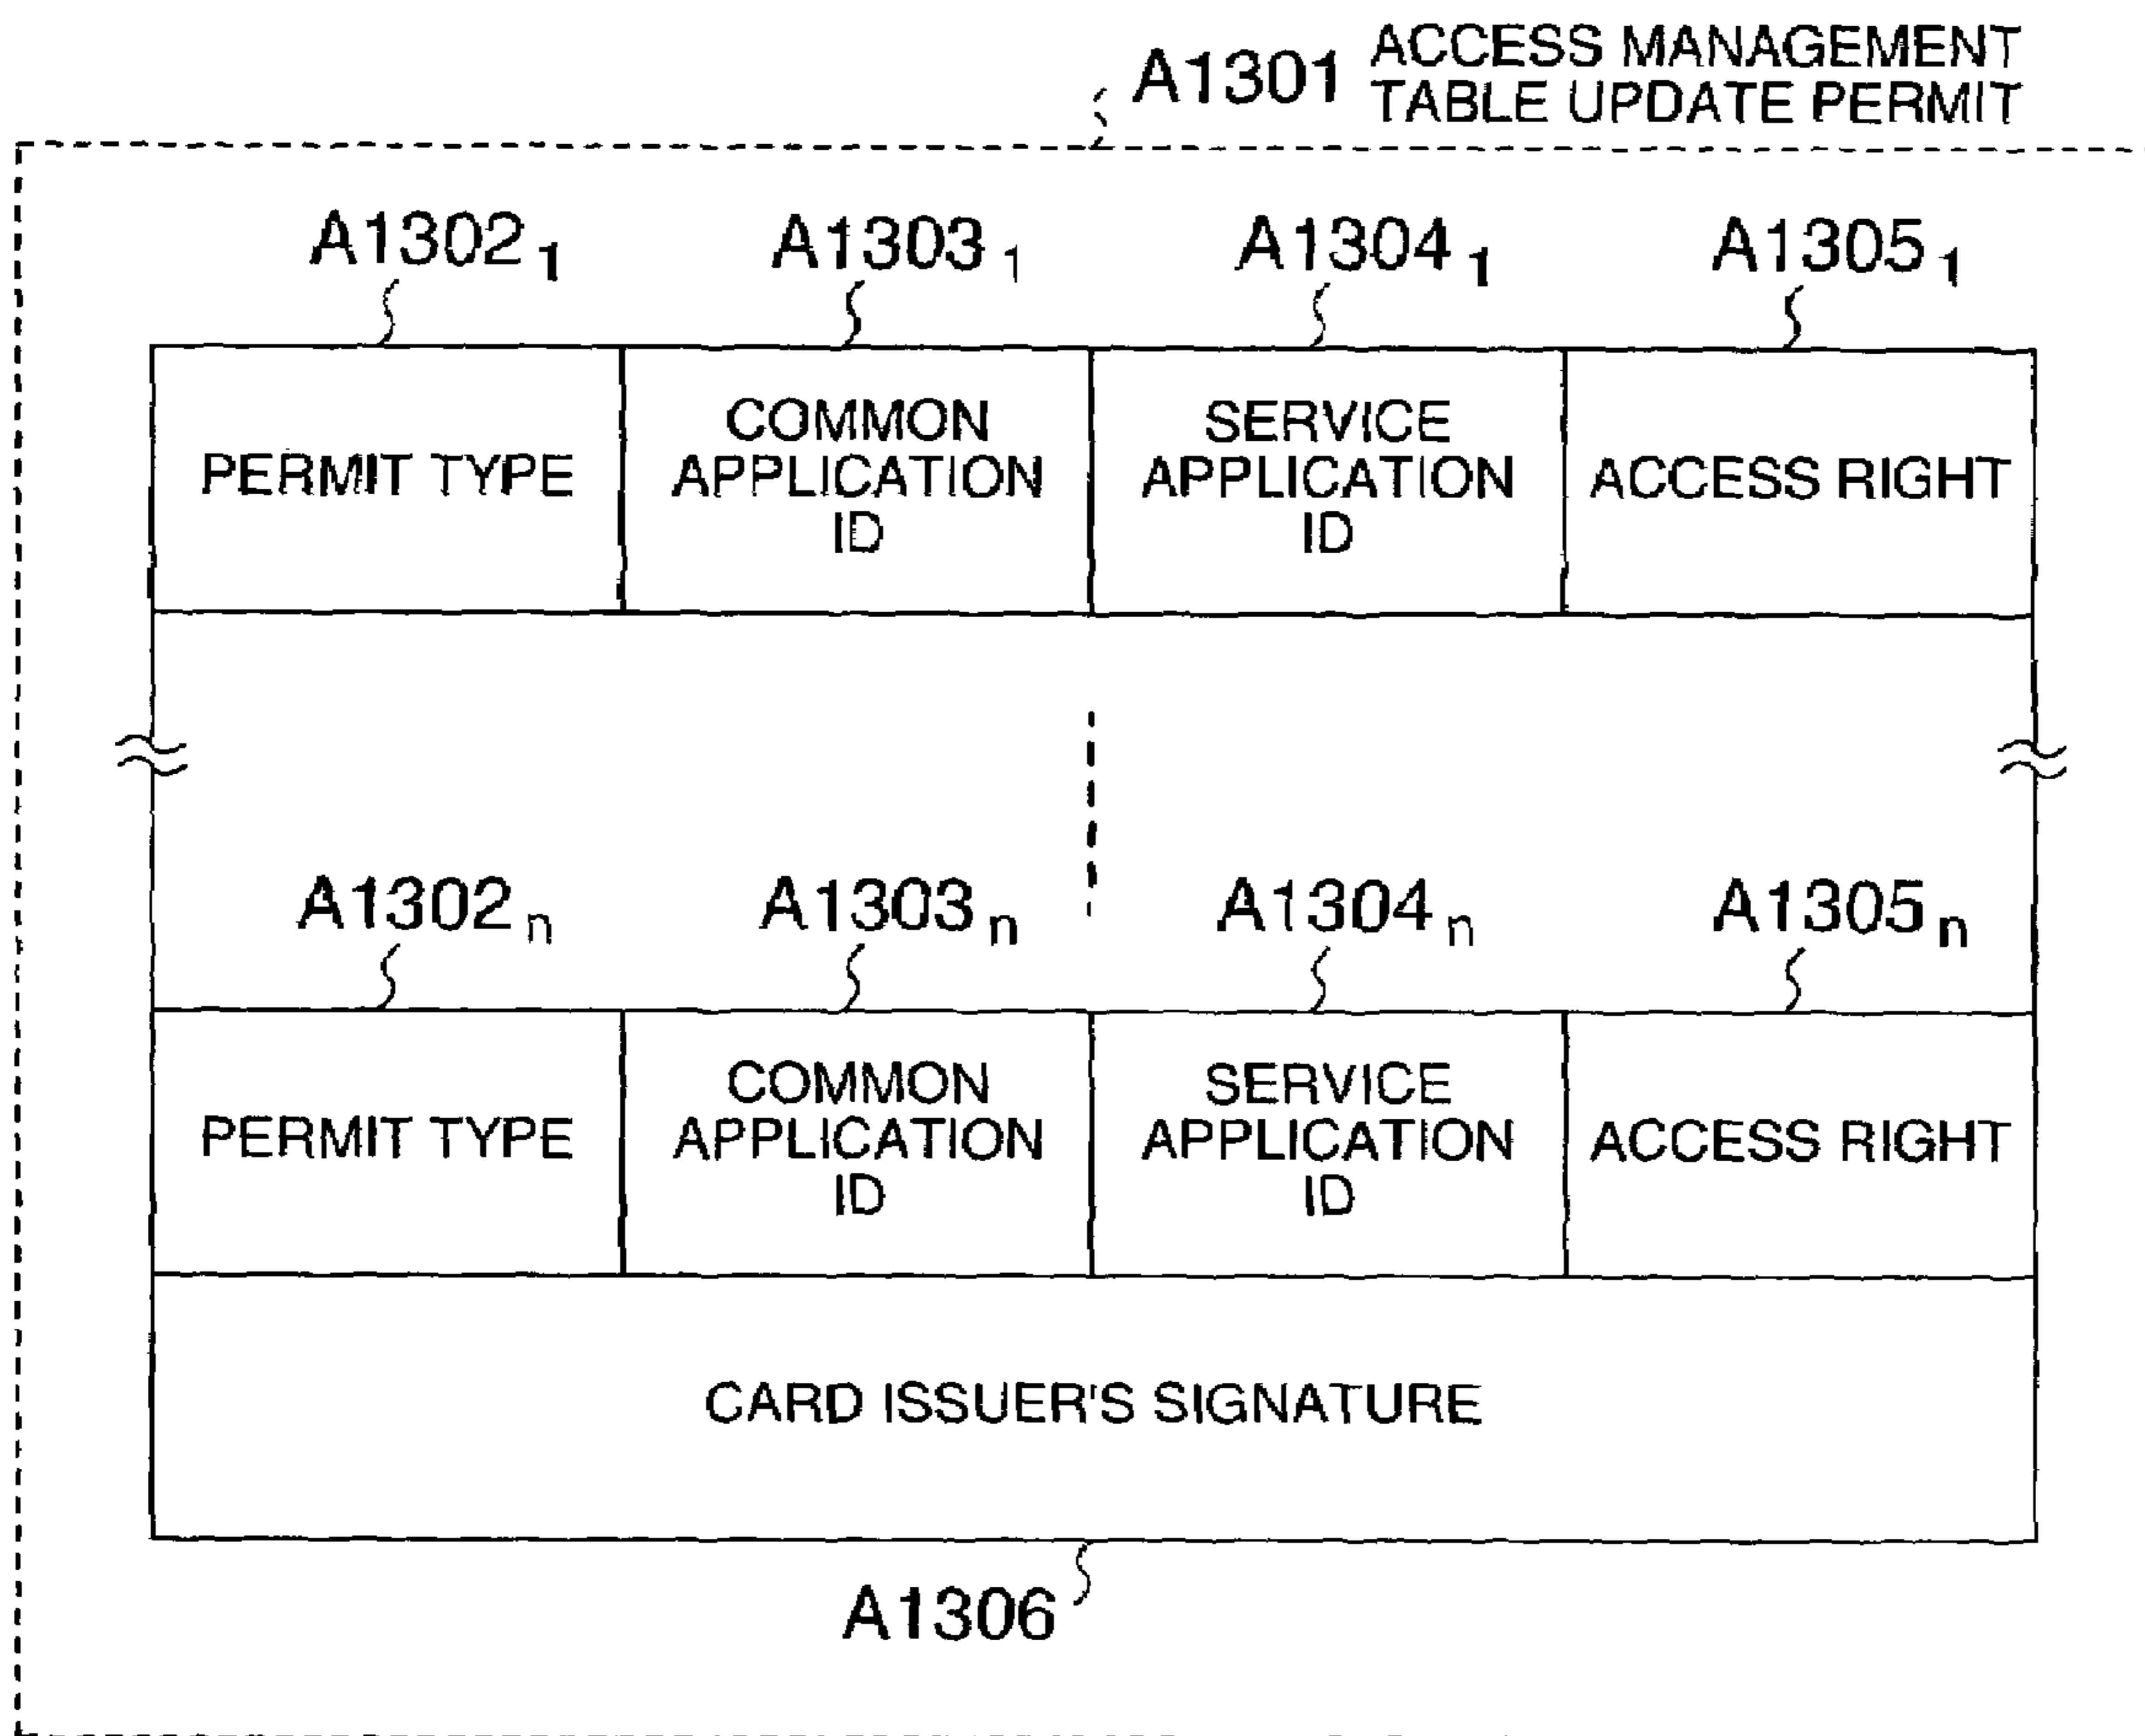 A1301 ACCESS MANAGEMENT
TABLE UPDATE PERMIT
A1302 1 A1303 1 A1304 1 A1305 1
PERMIT TYPE
COMMON
APPLICATION
ID
SERVICE
APPLICATION
ID
ACCESS RIGHT
A1302 n A1303 n A1304 n A1305 n
PERMIT TYPE
COMMON
APPLICATION
ID
SERVICE
APPLICATION
ID
ACCESS RIGHT
CARD ISSUER'S SIGNATURE
A1306